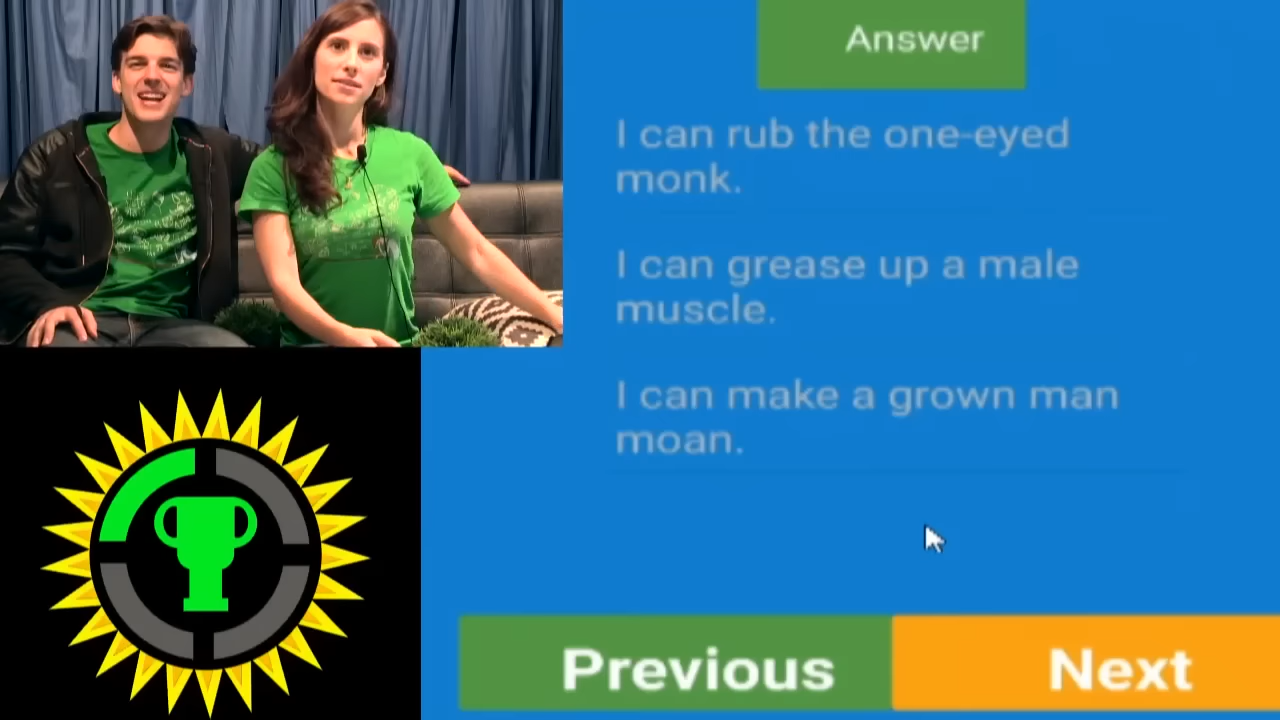 Answer
I can rub the one-eyed
monk.
I can grease up a male
muscle.
I can make a grown man
moan.
Previous
Next